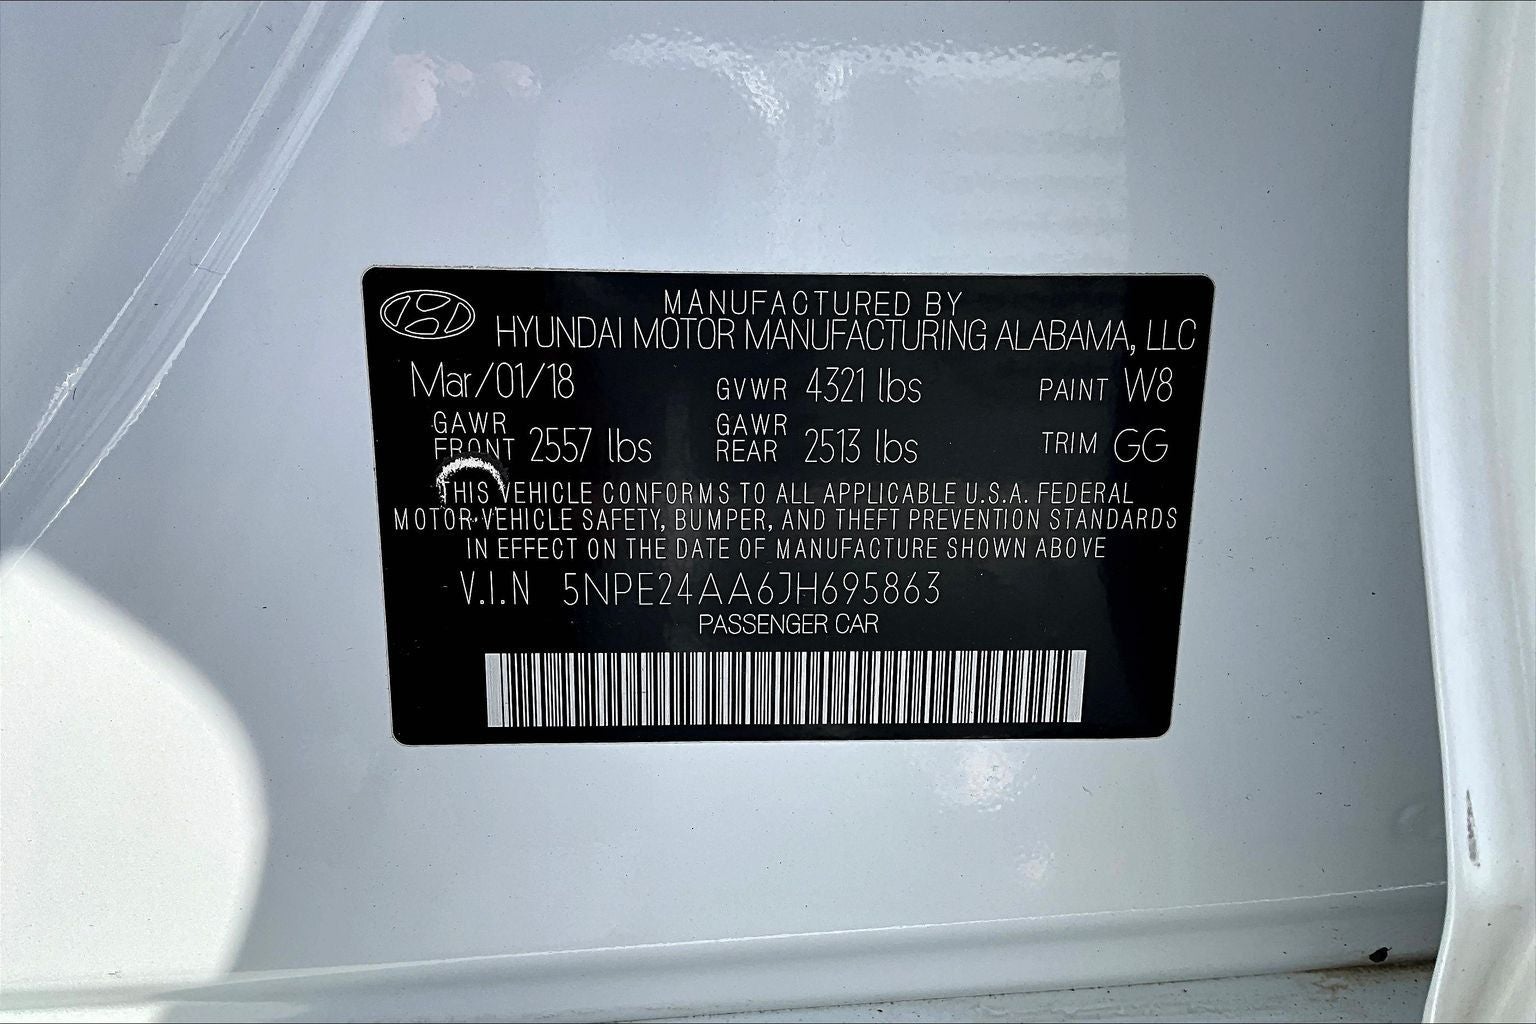 MANUFACTURED BY
HYUNDAI MOTOR MANUFACTURING ALABAMA, LLC
Mar/01/18 GVWR 4321 lbs PAINT W8
GAWR FRONT 2557 lbs GAWR REAR 2513 lbs TRIM GG
THIS VEHICLE CONFORMS TO ALL APPLICABLE U.S.A. FEDERAL
MOTOR VEHICLE SAFETY, BUMPER, AND THEFT PREVENTION STANDARDS
IN EFFECT ON THE DATE OF MANUFACTURE SHOWN ABOVE
V.I.N 5NPE24AA6JH695863
PASSENGER CAR